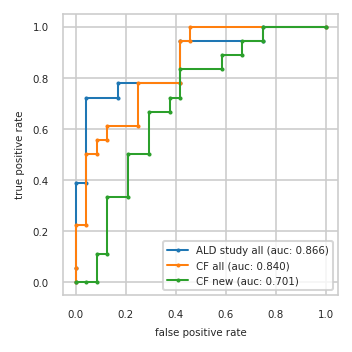 1.0
0.8
0.6
0.4
0.2
0.0
true positive rate
ALD study all (auc: 0.866)
CF all (auc: 0.840)
CF new (auc: 0.701)
0.0 0.2 0.4 0.6 0.8 1.0
false positive rate